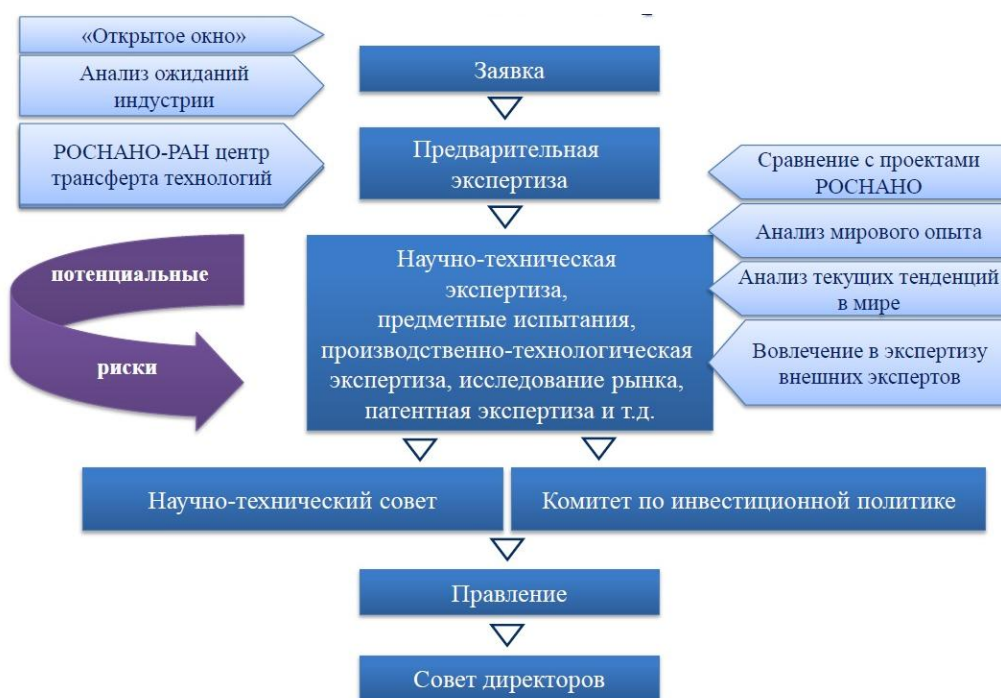 «Открытое окно»
Анализ ожиданий
индустрии
РОСНАНО-РАН центр
трансферта технологий
Заявка
Предварительная
экспертиза
Сравнение с проектами
РОСНАНО
Анализ мирового опыта
Анализ текущих тенденций
в мире
Вовлечение в экспертизу
внешних экспертов
потенциальные
риски
Научно-техническая
экспертиза,
предметные испытания,
производственно-технологическая
экспертиза, исследование рынка,
патентная экспертиза и т.д.
Научно-технический совет
Комитет по инвестиционной политике
Правление
Совет директоров